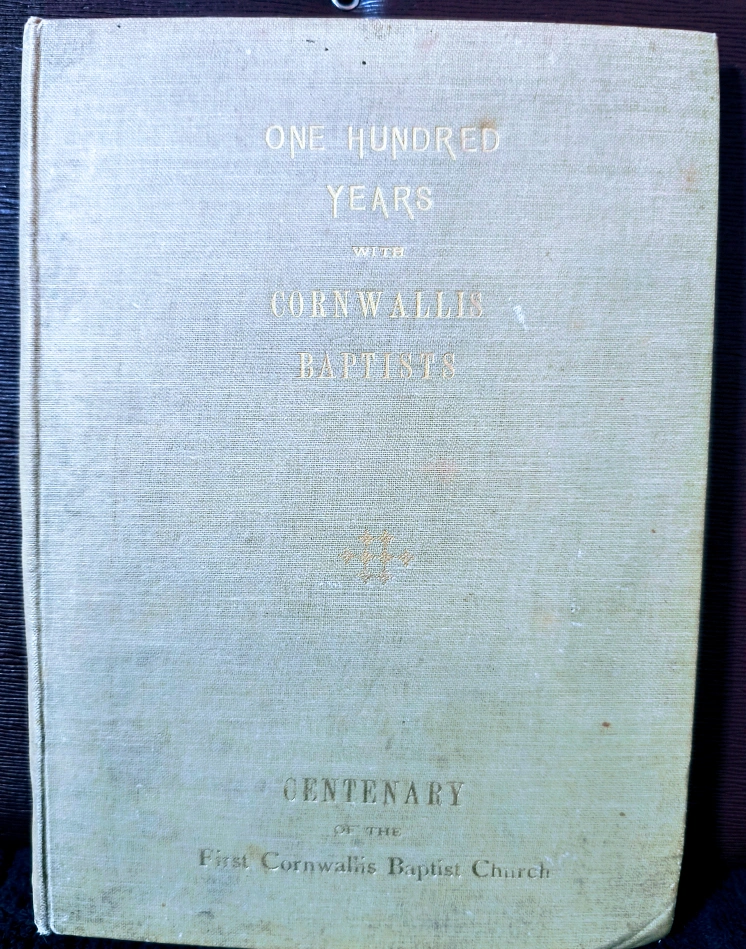 ONE HUNDRED
YEARS
WITH
CORNWALLIS
BAPTISTS
CENTENARY
OF THE
First Cornwallis Baptist Church